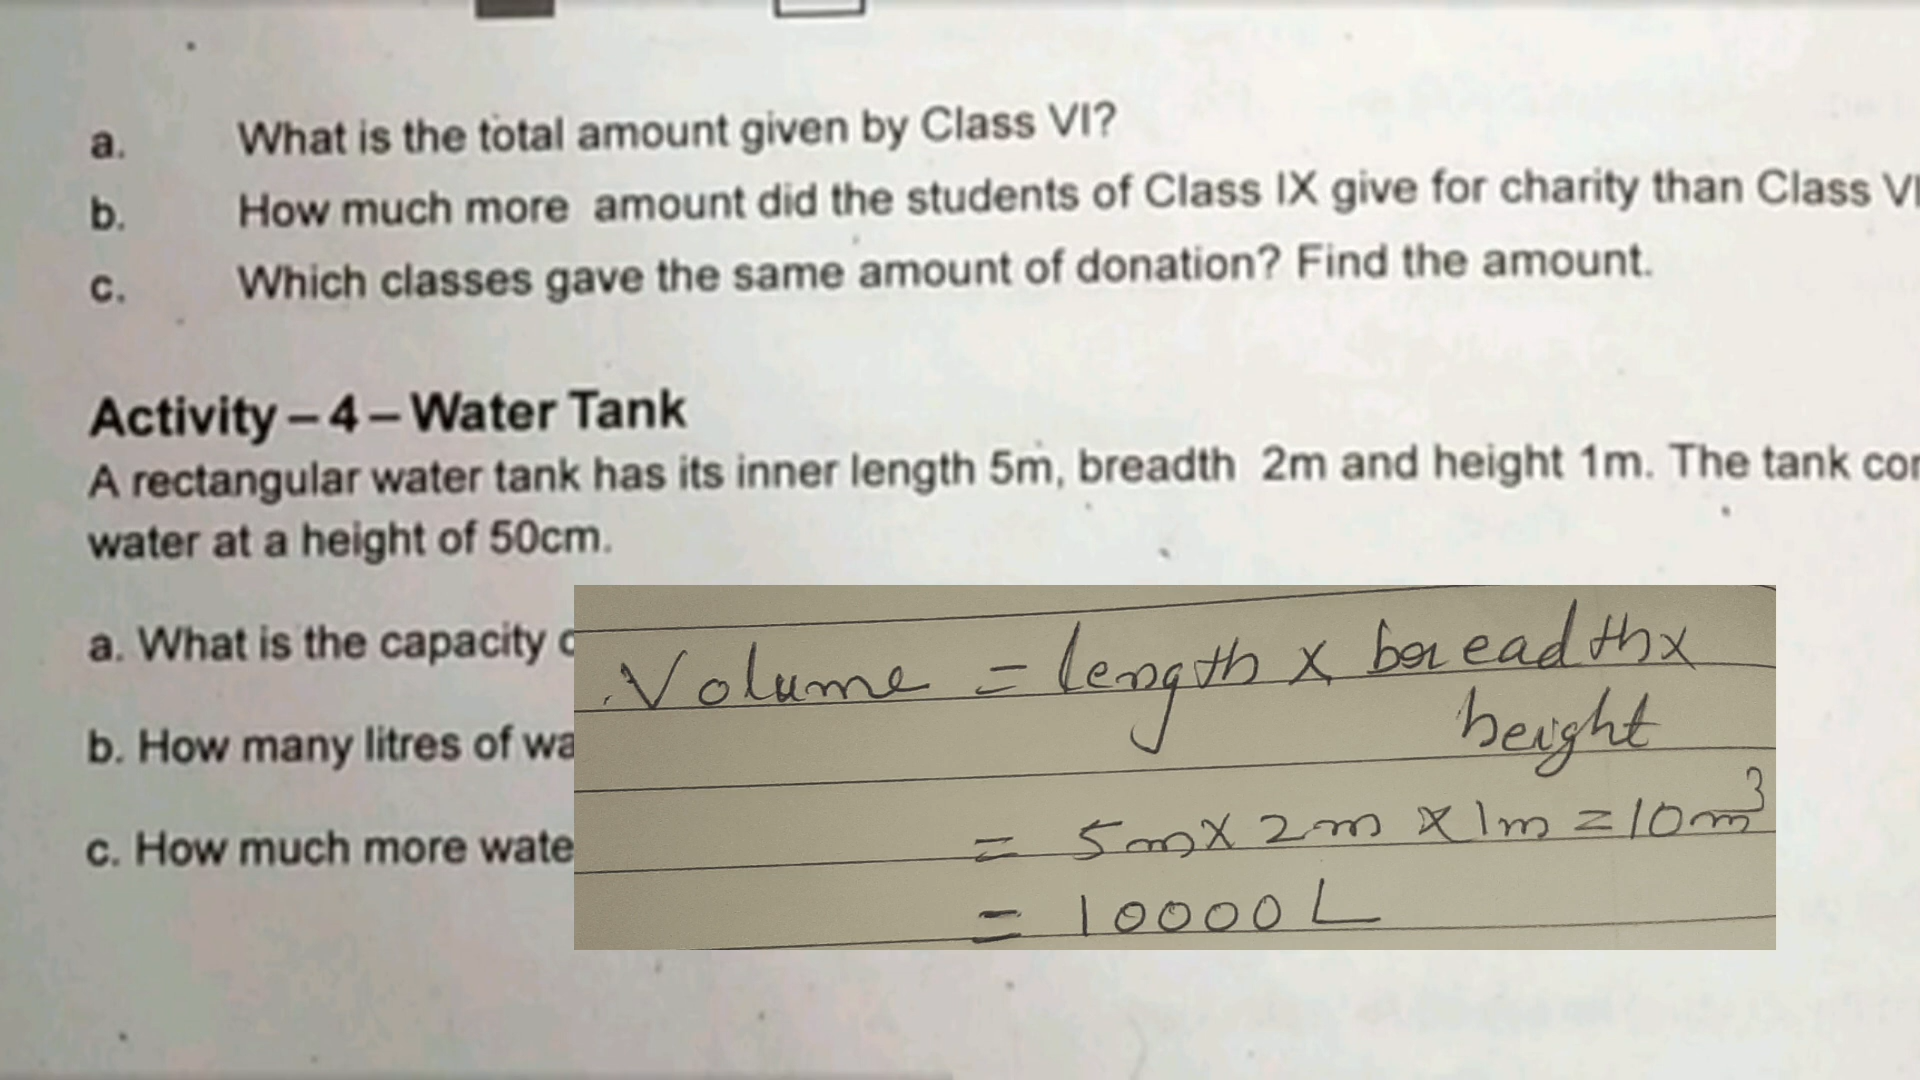 a. What is the total amount given by Class VI?
b. How much more amount did the students of Class IX give for charity than Class
c. Which classes gave the same amount of donation? Find the amount.
Activity – 4 – Water Tank
A rectangular water tank has its inner length 5m, breadth 2m and height 1m. The tank
water at a height of 50cm.
a. What is the capacity
b. How many litres of
c. How much more
Volume = length x breadth x
height
= 5m x 2m x 1m = 10m³
= 10000 L